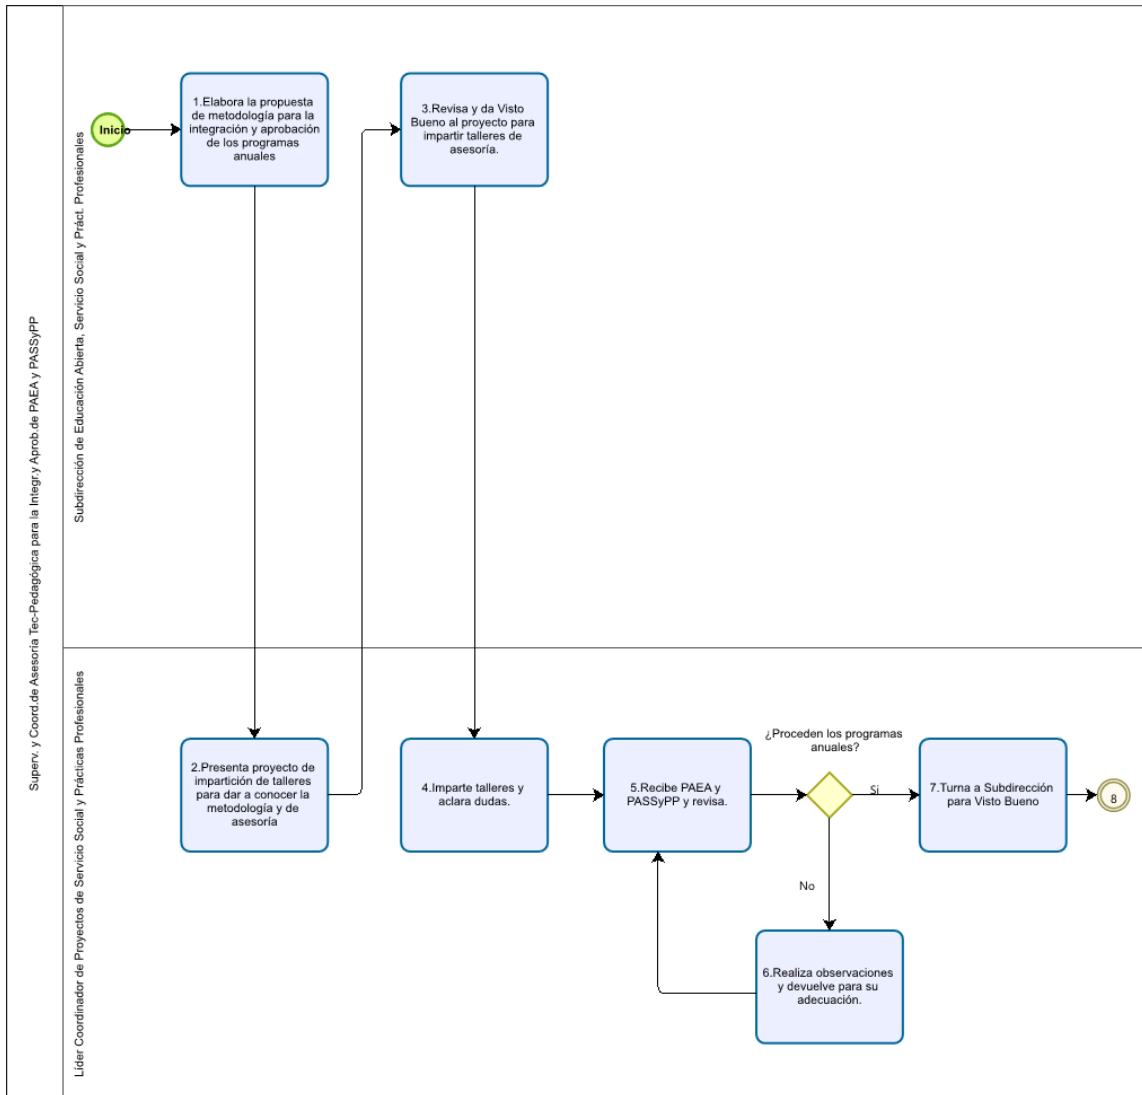 Superv. y Coord.de Asesoría Tec-Pedagógica para la Integr.y Aprob.de PAEA y PASSyPP
Subdirección de Educación Abierta, Servicio Social y Práct. Profesionales
Inicio
1.Elabora la propuesta
de metodología para la
integración y aprobación
de los programas
anuales
3.Revisa y da Visto
Bueno al proyecto para
impartir talleres de
asesoría.
Líder Coordinador de Proyectos de Servicio Social y Prácticas Profesionales
2.Presenta proyecto de
impartición de talleres
para dar a conocer la
metodología y de
asesoría
4.Imparte talleres y
aclara dudas.
5.Recibe PAEA y
PASSyPP y revisa.
¿Proceden los programas
anuales?
Si
7.Turna a Subdirección
para Visto Bueno
8
No
6.Realiza observaciones
y devuelve para su
adecuación.